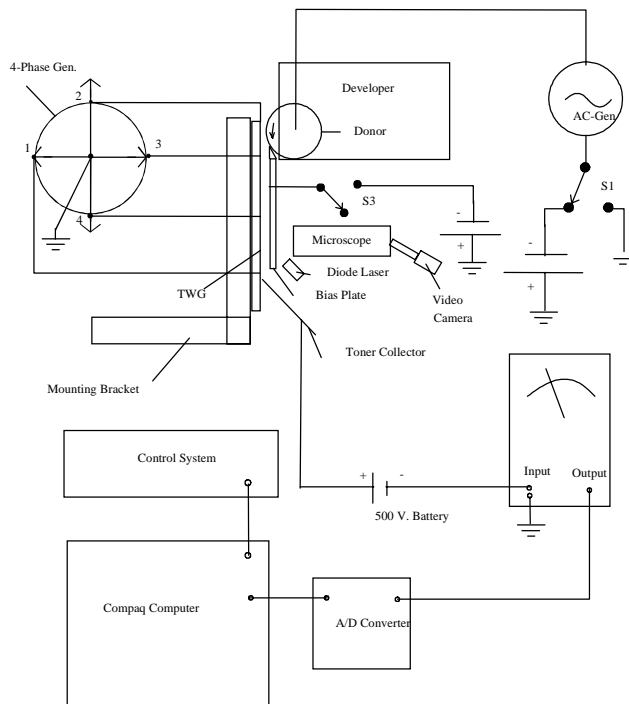 4-Phase Gen.
2
1
3
4
Developer
Donor
AC-Gen
S1
S3
-
+
-
+
Microscope
Diode Laser
Bias Plate
Video
Camera
TWG
Toner Collector
Mounting Bracket
Control System
+
-
500 V. Battery
Input
Output
Compaq Computer
A/D Converter